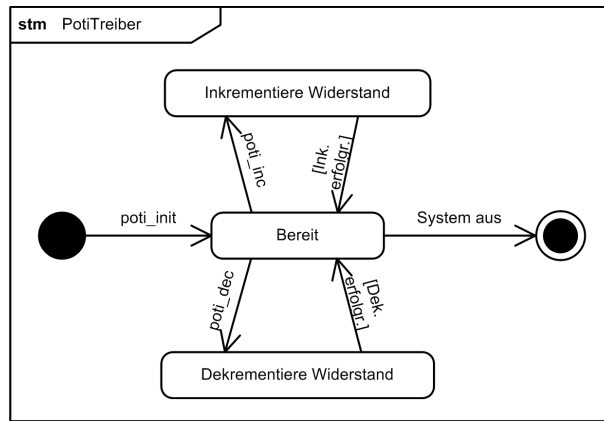 stm PotiTreiber
Inkrementiere Widerstand
poti_inc
[Ink.
erfolgr.]
poti_init
Bereit
System aus
poti_dec
[Dek.
erfolgr.]
Dekrementiere Widerstand